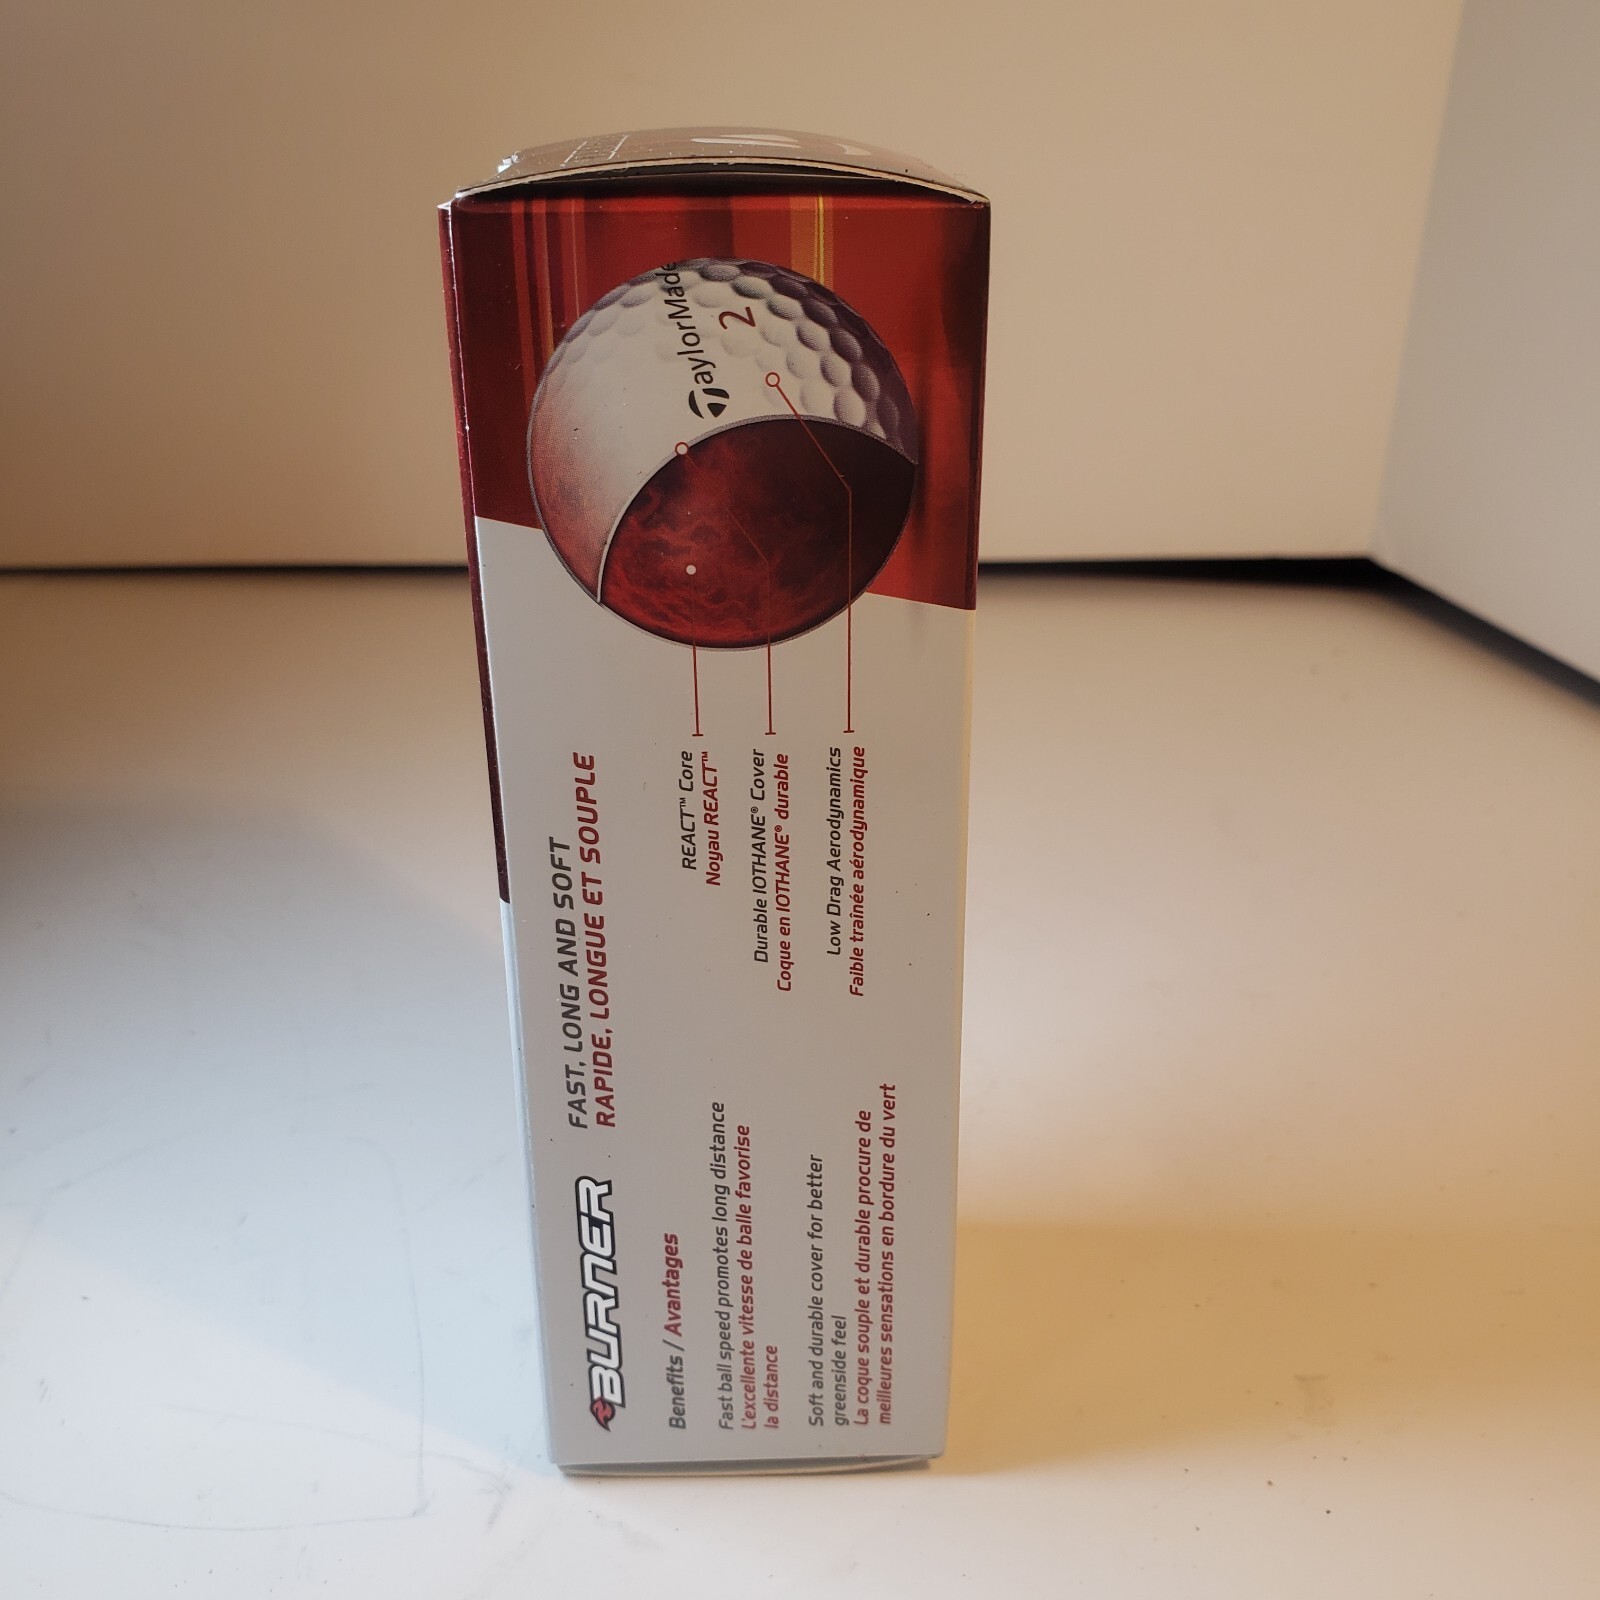 BURNER
FAST, LONG AND SOFT
RAPIDE, LONGUE ET SOUPLE
Benefits / Avantages
Fast ball speed promotes long distance
L'excellente vitesse de balle favorise
la distance
Soft and durable cover for better
greenside feel
La coque souple et durable procure de
meilleures sensations en bordure du vert
REACT™ Core
Noyau REACT™
Durable IOTHANE® Cover
Coque en IOTHANE® durable
Low Drag Aerodynamics
Faible traînée aérodynamique
TaylorMade
2